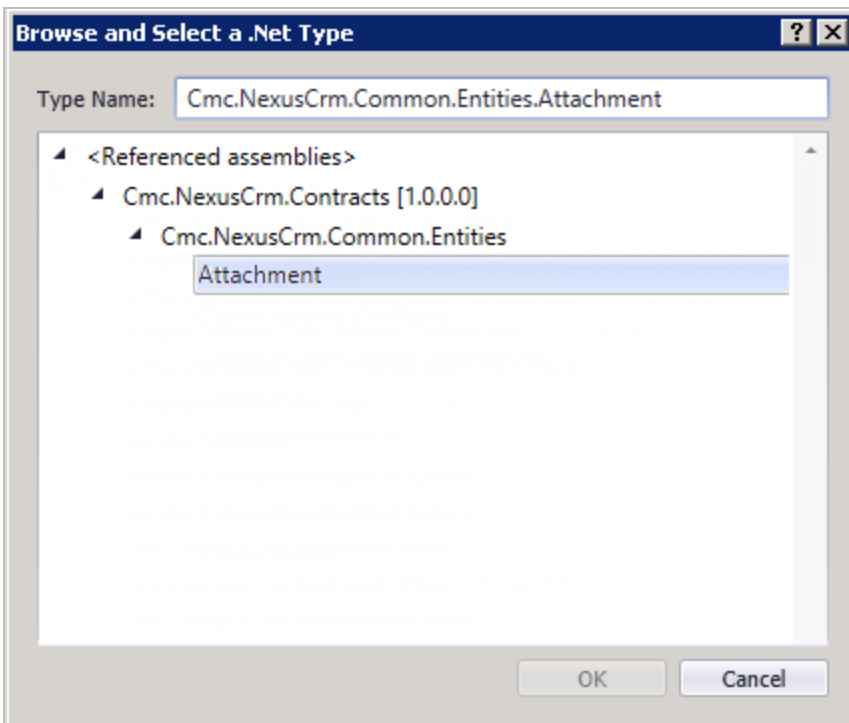 Browse and Select a .Net Type
Type Name: Cmc.NexusCrm.Common.Entities.Attachment
<Referenced assemblies>
Cmc.NexusCrm.Contracts [1.0.0.0]
Cmc.NexusCrm.Common.Entities
Attachment
OK Cancel